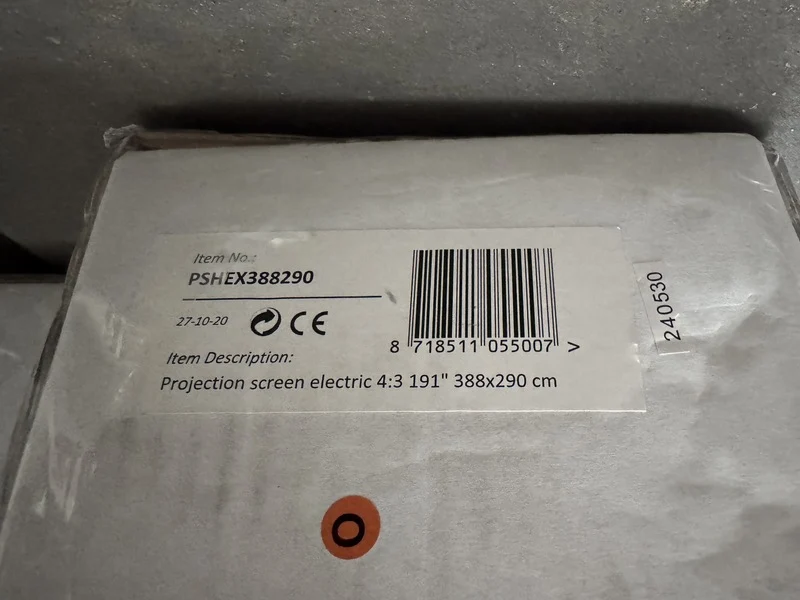 Item No.:
PSHEX388290
27-10-20
CE
8 718511 055007 >
Item Description:
Projection screen electric 4:3 191" 388x290 cm
240530
O